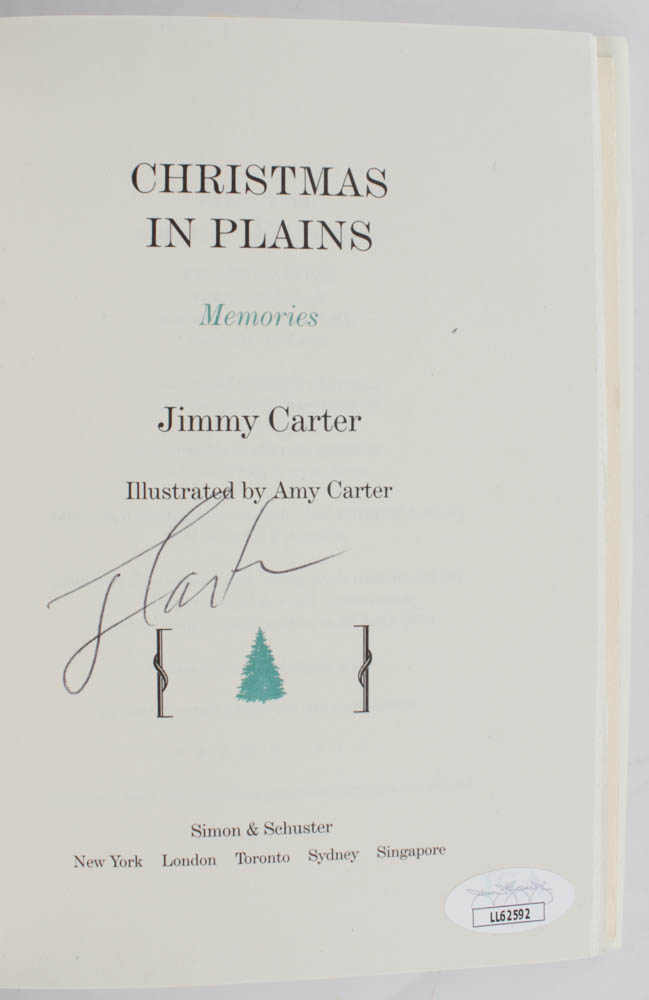 CHRISTMAS
IN PLAINS
Memories
Jimmy Carter
Illustrated by Amy Carter
J Carter
Simon & Schuster
New York London Toronto Sydney Singapore
LL62592